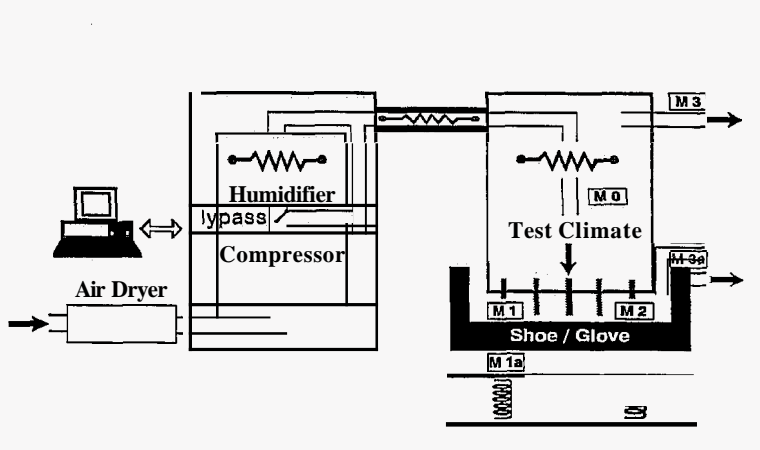 M 3
Humidifier
M 0
ypass
Test Climate
Compressor
M 3a
Air Dryer
M 1
M 2
Shoe / Glove
M 1a